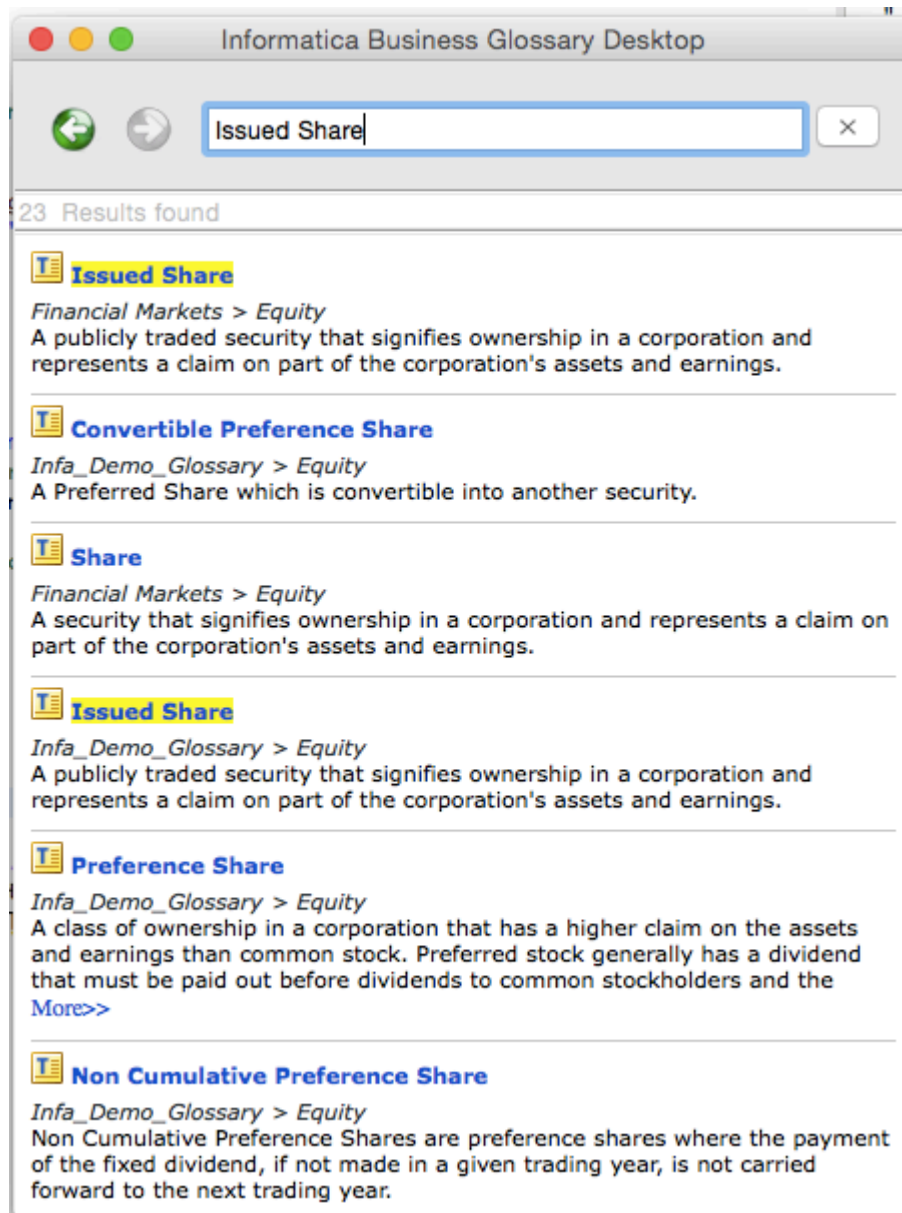 Informatica Business Glossary Desktop
Issued Share
23 Results found
Issued Share
Financial Markets > Equity
A publicly traded security that signifies ownership in a corporation and
represents a claim on part of the corporation's assets and earnings.
Convertible Preference Share
Infa_Demo_Glossary > Equity
A Preferred Share which is convertible into another security.
Share
Financial Markets > Equity
A security that signifies ownership in a corporation and represents a claim on
part of the corporation's assets and earnings.
Issued Share
Infa_Demo_Glossary > Equity
A publicly traded security that signifies ownership in a corporation and
represents a claim on part of the corporation's assets and earnings.
Preference Share
Infa_Demo_Glossary > Equity
A class of ownership in a corporation that has a higher claim on the assets
and earnings than common stock. Preferred stock generally has a dividend
that must be paid out before dividends to common stockholders and the
More>>
Non Cumulative Preference Share
Infa_Demo_Glossary > Equity
Non Cumulative Preference Shares are preference shares where the payment
of the fixed dividend, if not made in a given trading year, is not carried
forward to the next trading year.